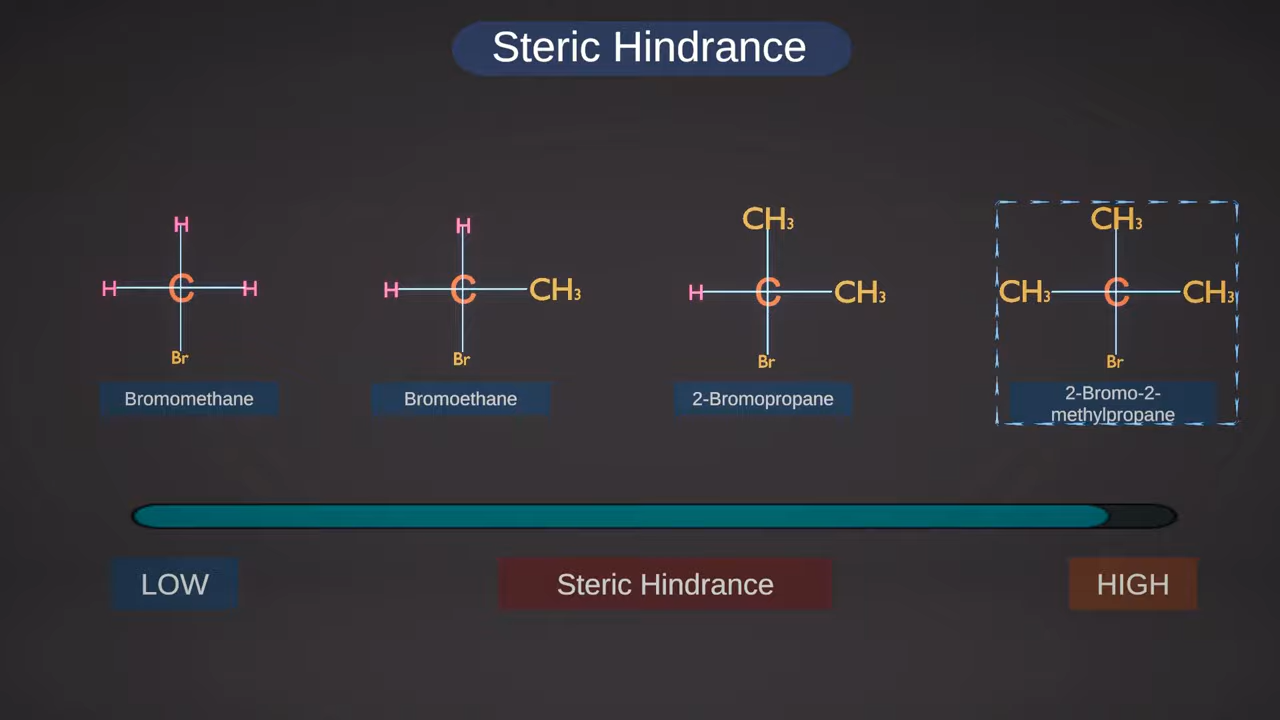 Steric Hindrance
H
H C H
Br
Bromomethane
H
H C CH₃
Br
Bromoethane
CH₃
H C CH₃
Br
2-Bromopropane
CH₃
CH₃ C CH₃
Br
2-Bromo-2-
methylpropane
LOW
Steric Hindrance
HIGH